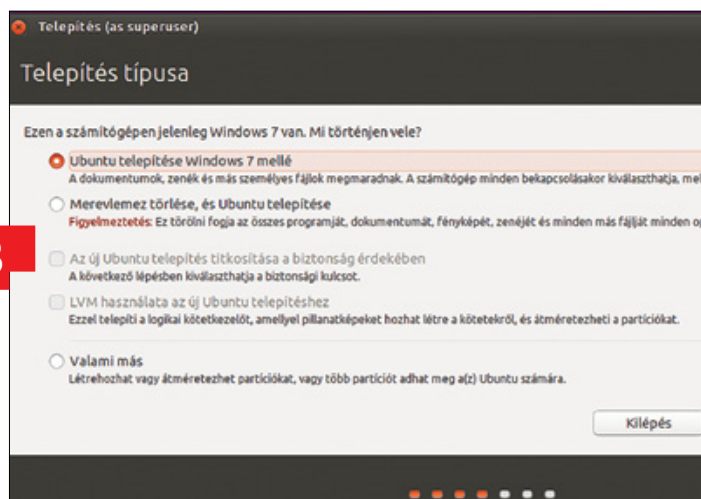 Telepítés (as superuser)
Telepítés típusa
Ezen a számítógépen jelenleg Windows 7 van. Mi történjen vele?
Ubuntu telepítése Windows 7 mellé
A dokumentumok, zenék és más személyes fájlok megmaradnak. A számítógép minden bekapcsolásakor kiválaszthatja,
Merevlemez törlése, és Ubuntu telepítése
Figyelmeztetés: Ez törölni fogja az összes programját, dokumentumát, fényképét, zenéjét és minden más fájlját minden
Az új Ubuntu telepítés titkosítása a biztonság érdekében
A következő lépésben kiválaszthatja a biztonsági kulcsot.
LVM használata az új Ubuntu telepítéshez
Ezzel telepíti a logikai kötetkezelőt, amellyel pillanatképeket hozhat létre a kötetekről, és átméretezheti a partíciókat.
Valami más
Létrehozhat vagy átméretezhet partíciókat, vagy több partíciót adhat meg a(z) Ubuntu számára.
Kilépés